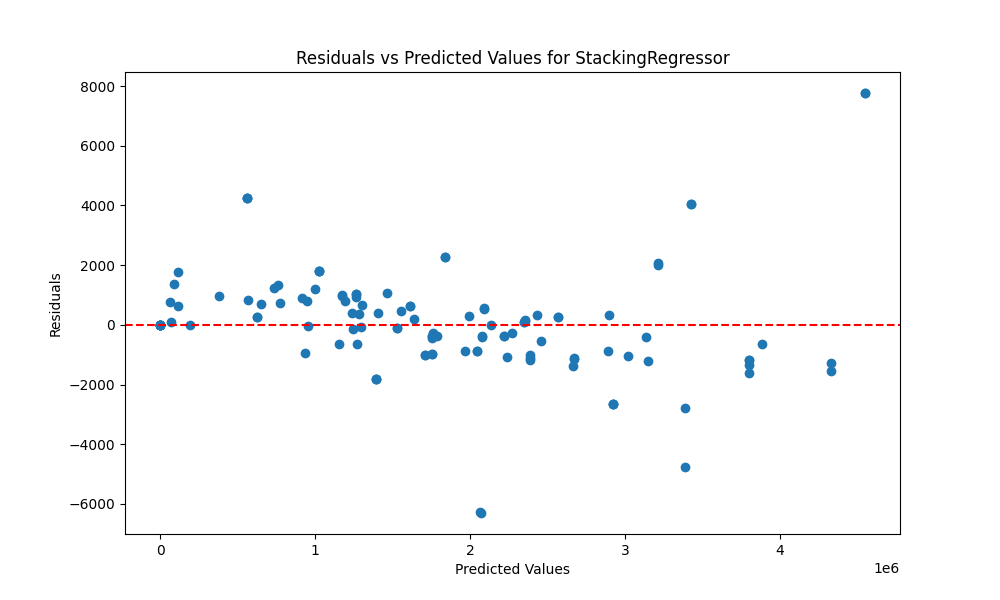 Residuals vs Predicted Values for StackingRegressor
8000
6000
4000
2000
0
−2000
−4000
−6000
Residuals
0 1 2 3 4
1e6
Predicted Values